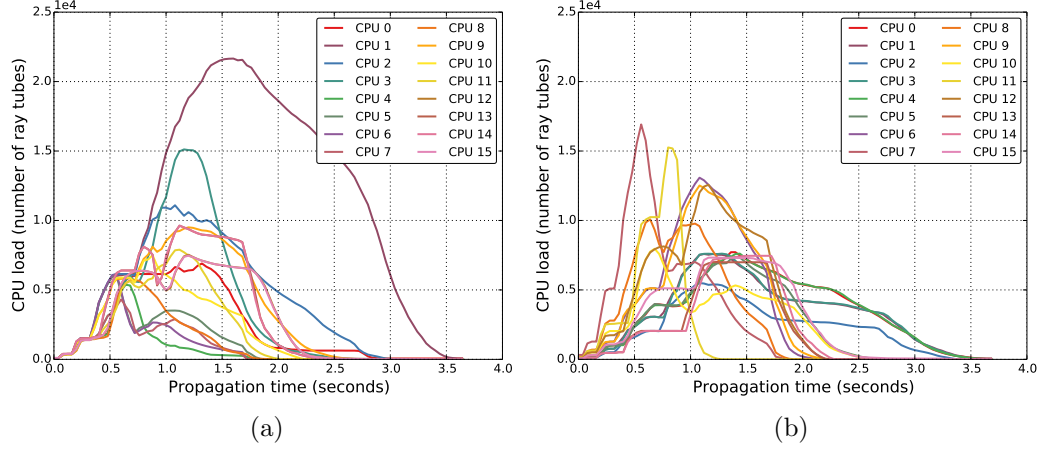 1e4
2.5
2.0
1.5
1.0
0.5
0.0
CPU load (number of ray tubes)
0.0 0.5 1.0 1.5 2.0 2.5 3.0 3.5 4.0
Propagation time (seconds)
CPU 0 CPU 8
CPU 1 CPU 9
CPU 2 CPU 10
CPU 3 CPU 11
CPU 4 CPU 12
CPU 5 CPU 13
CPU 6 CPU 14
CPU 7 CPU 15
(a)
1e4
2.5
2.0
1.5
1.0
0.5
0.0
CPU load (number of ray tubes)
0.0 0.5 1.0 1.5 2.0 2.5 3.0 3.5 4.0
Propagation time (seconds)
CPU 0 CPU 8
CPU 1 CPU 9
CPU 2 CPU 10
CPU 3 CPU 11
CPU 4 CPU 12
CPU 5 CPU 13
CPU 6 CPU 14
CPU 7 CPU 15
(b)